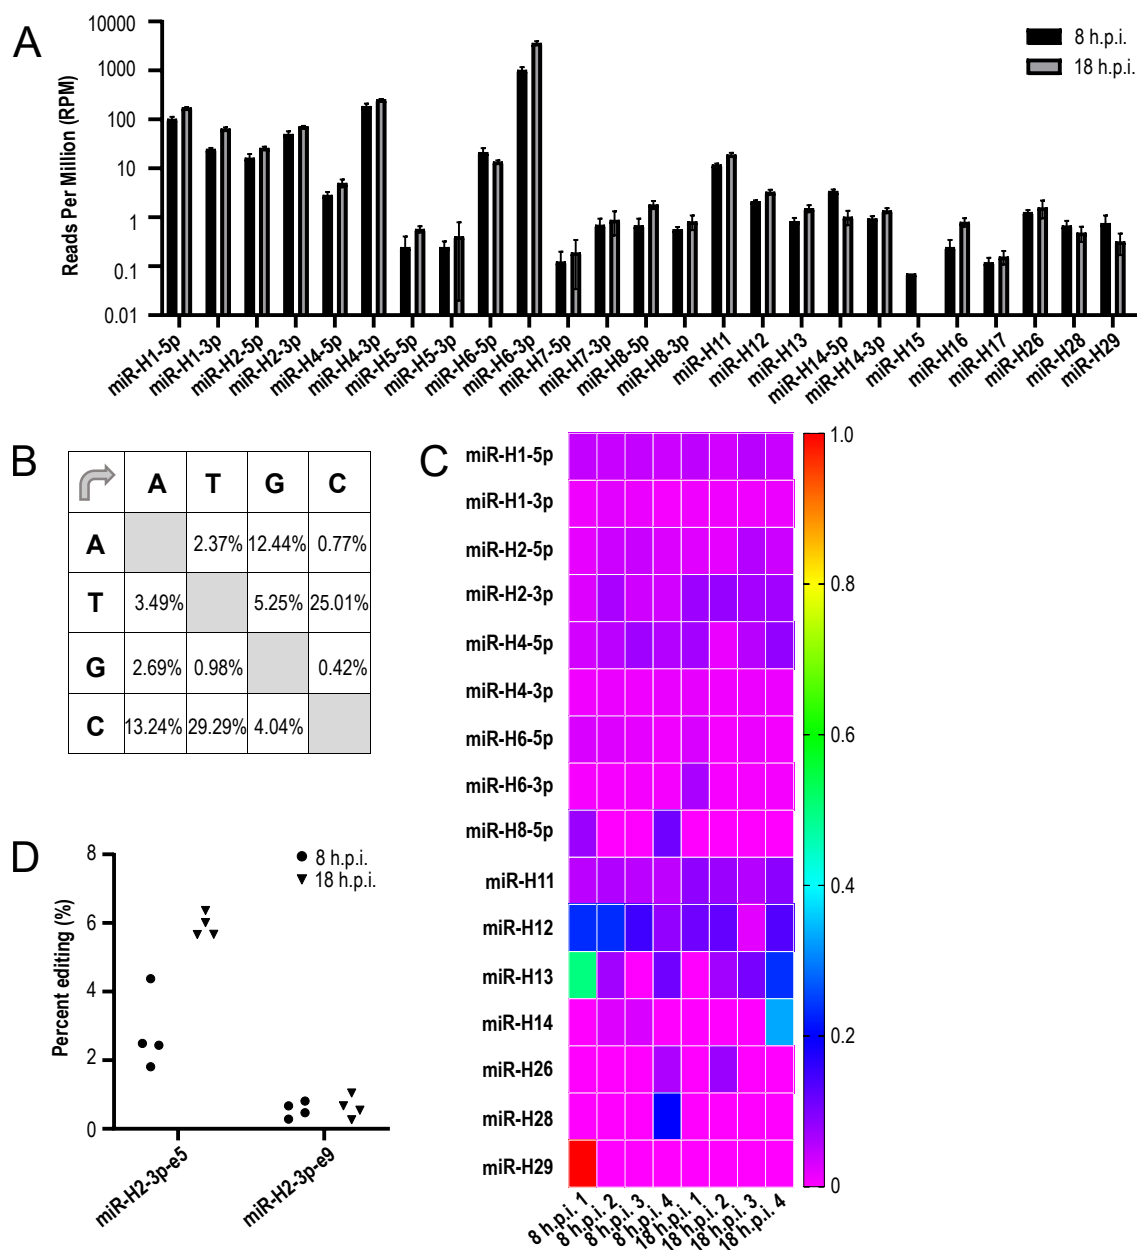 A
10000
1000
100
10
1
0.1
0.01
Reads Per Million (RPM)
8 h.p.i.
18 h.p.i.
miR-H1-5p
miR-H1-3p
miR-H2-5p
miR-H2-3p
miR-H4-5p
miR-H4-3p
miR-H5-5p
miR-H5-3p
miR-H6-5p
miR-H6-3p
miR-H7-5p
miR-H7-3p
miR-H8-5p
miR-H8-3p
miR-H11
miR-H12
miR-H13
miR-H14-5p
miR-H14-3p
miR-H15
miR-H16
miR-H17
miR-H26
miR-H28
miR-H29
B
A T G C
A 2.37% 12.44% 0.77%
T 3.49% 5.25% 25.01%
G 2.69% 0.98% 0.42%
C 13.24% 29.29% 4.04%
C
miR-H1-5p
miR-H1-3p
miR-H2-5p
miR-H2-3p
miR-H4-5p
miR-H4-3p
miR-H6-5p
miR-H6-3p
miR-H8-5p
miR-H11
miR-H12
miR-H13
miR-H14
miR-H26
miR-H28
miR-H29
8 h.p.i. 1
8 h.p.i. 2
8 h.p.i. 3
8 h.p.i. 4
18 h.p.i. 1
18 h.p.i. 2
18 h.p.i. 3
18 h.p.i. 4
1.0
0.8
0.6
0.4
0.2
0
D
8
6
4
2
0
Percent editing (%)
8 h.p.i.
18 h.p.i.
miR-H2-3p-e5
miR-H2-3p-e9